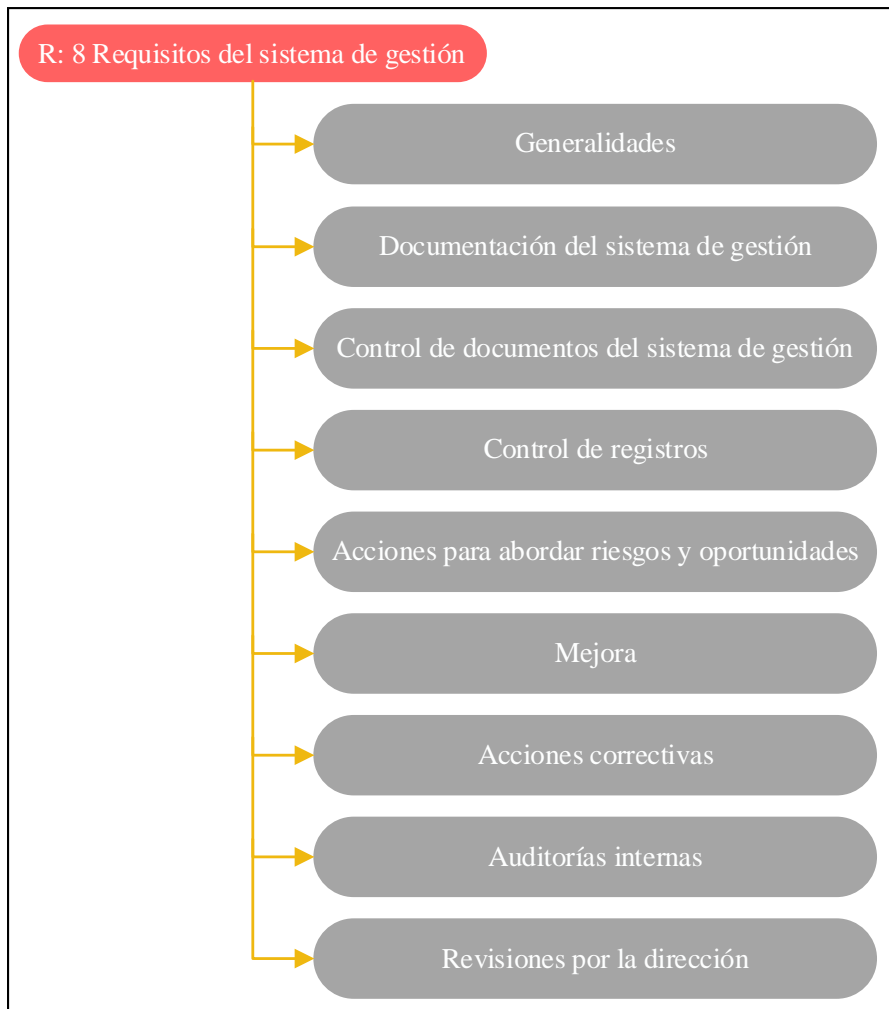 R: 8 Requisitos del sistema de gestión
Generalidades
Documentación del sistema de gestión
Control de documentos del sistema de gestión
Control de registros
Acciones para abordar riesgos y oportunidades
Mejora
Acciones correctivas
Auditorías internas
Revisiones por la dirección